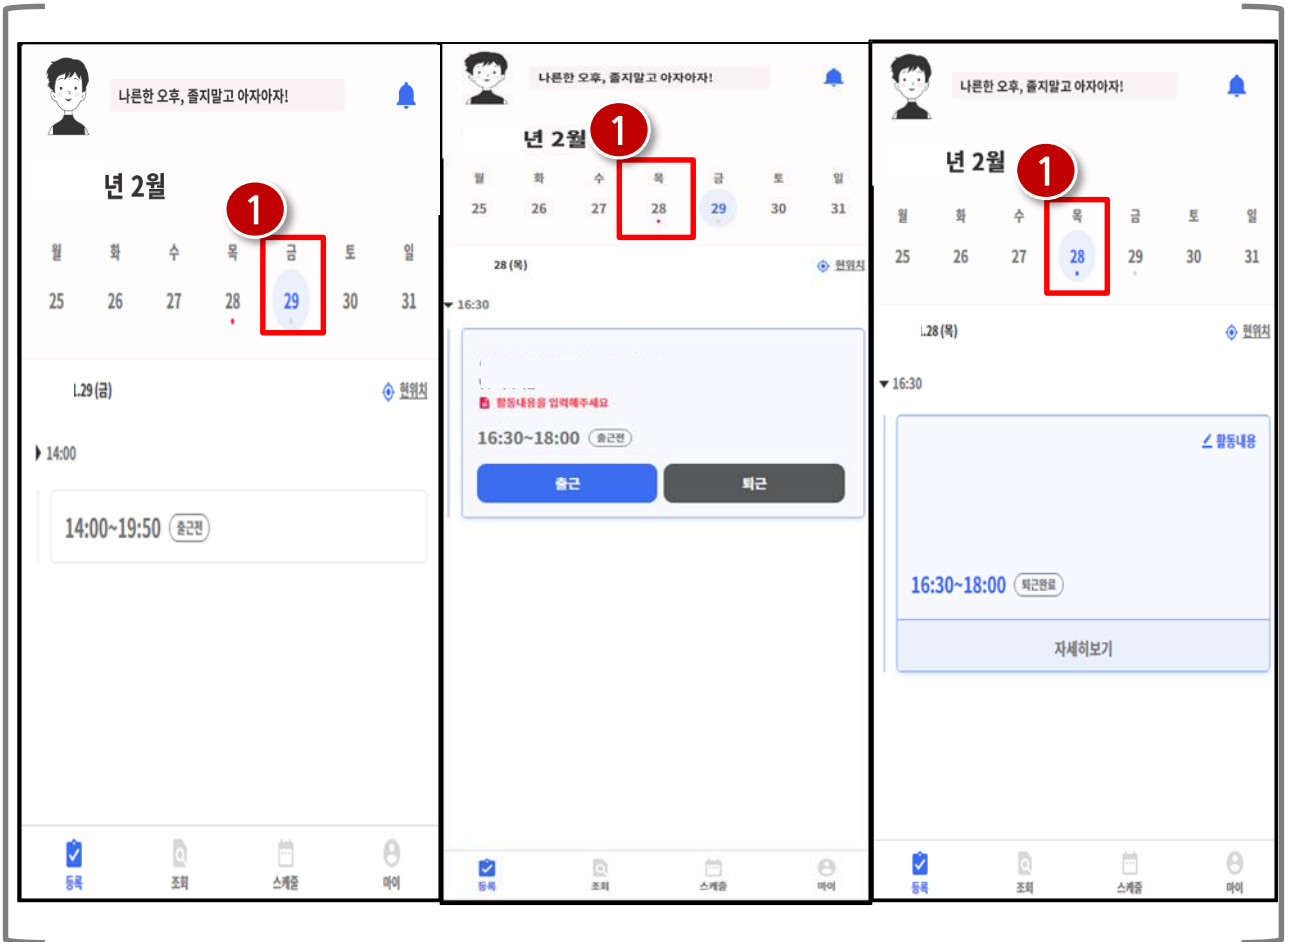 나른한 오후, 졸지말고 아자아자!
년 2월
1
월 화 수 목 금 토 일
25 26 27 28 29 30 31
.29 (금)
현위치
14:00
14:00~19:50 출근전
등록 조회 스케줄 마이
나른한 오후, 졸지말고 아자아자!
년 2월
1
월 화 수 목 금 토 일
25 26 27 28 29 30 31
28 (목)
현위치
16:30
활동내용을 입력해주세요
16:30~18:00 출근전
출근 퇴근
등록 조회 스케줄 마이
나른한 오후, 졸지말고 아자아자!
년 2월
1
월 화 수 목 금 토 일
25 26 27 28 29 30 31
.28 (목)
현위치
16:30
활동내용
16:30~18:00 퇴근완료
자세히보기
등록 조회 스케줄 마이